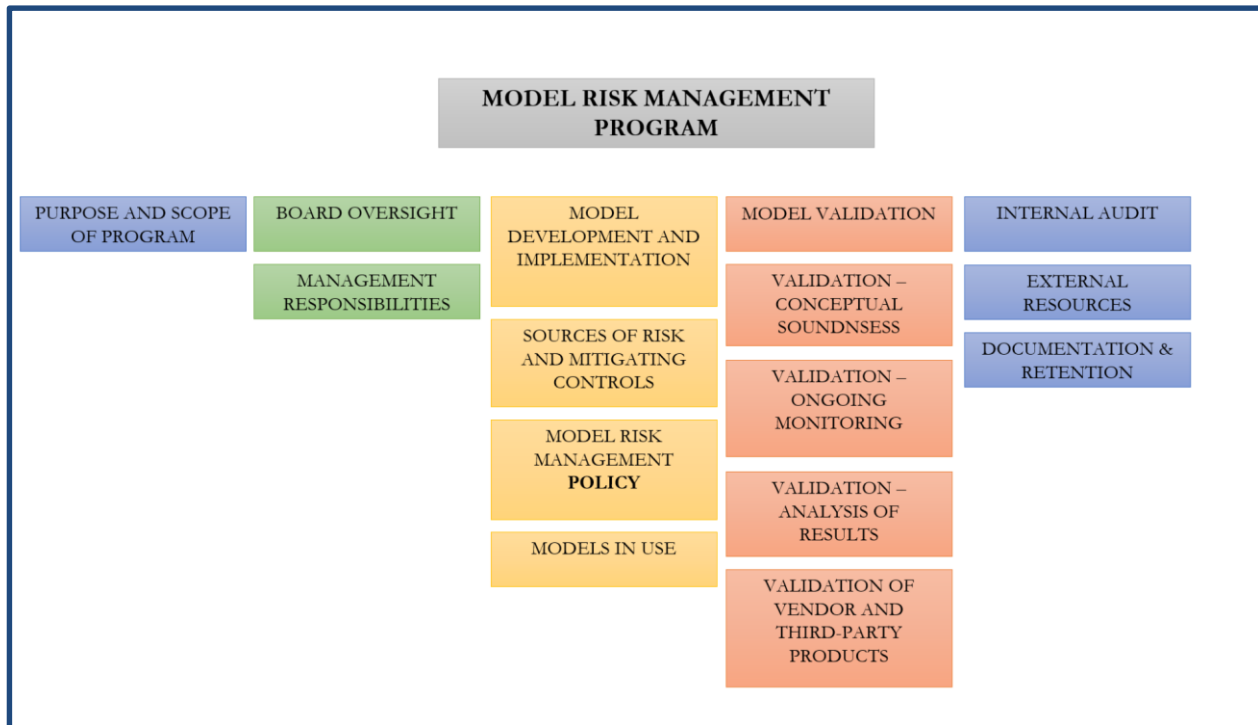 MODEL RISK MANAGEMENT
PROGRAM
PURPOSE AND SCOPE
OF PROGRAM
BOARD OVERSIGHT
MANAGEMENT
RESPONSIBILITIES
MODEL
DEVELOPMENT AND
IMPLEMENTATION
SOURCES OF RISK
AND MITIGATING
CONTROLS
MODEL RISK
MANAGEMENT
POLICY
MODELS IN USE
MODEL VALIDATION
VALIDATION –
CONCEPTUAL
SOUNDNSESS
VALIDATION –
ONGOING
MONITORING
VALIDATION –
ANALYSIS OF
RESULTS
VALIDATION OF
VENDOR AND
THIRD-PARTY
PRODUCTS
INTERNAL AUDIT
EXTERNAL
RESOURCES
DOCUMENTATION &
RETENTION